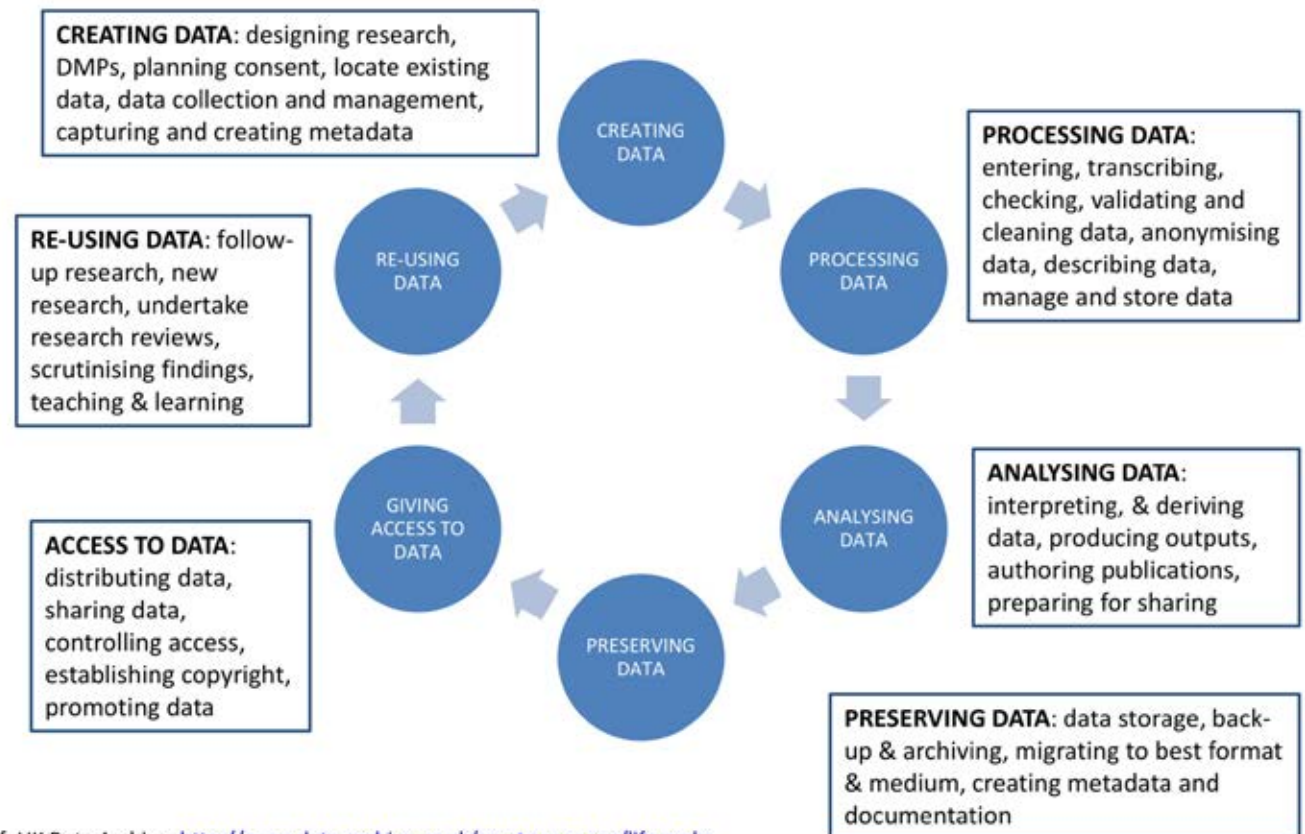 CREATING DATA: designing research,
DMPs, planning consent, locate existing
data, data collection and management,
capturing and creating metadata
CREATING
DATA
PROCESSING DATA:
entering, transcribing,
checking, validating and
cleaning data, anonymising
data, describing data,
manage and store data
RE-USING DATA: follow-
up research, new
research, undertake
research reviews,
scrutinising findings,
teaching & learning
RE-USING
DATA
PROCESSING
DATA
ANALYSING DATA:
interpreting, & deriving
data, producing outputs,
authoring publications,
preparing for sharing
GIVING
ACCESS TO
DATA
ANALYSING
DATA
ACCESS TO DATA:
distributing data,
sharing data,
controlling access,
establishing copyright,
promoting data
PRESERVING
DATA
PRESERVING DATA: data storage, back-
up & archiving, migrating to best format
& medium, creating metadata and
documentation